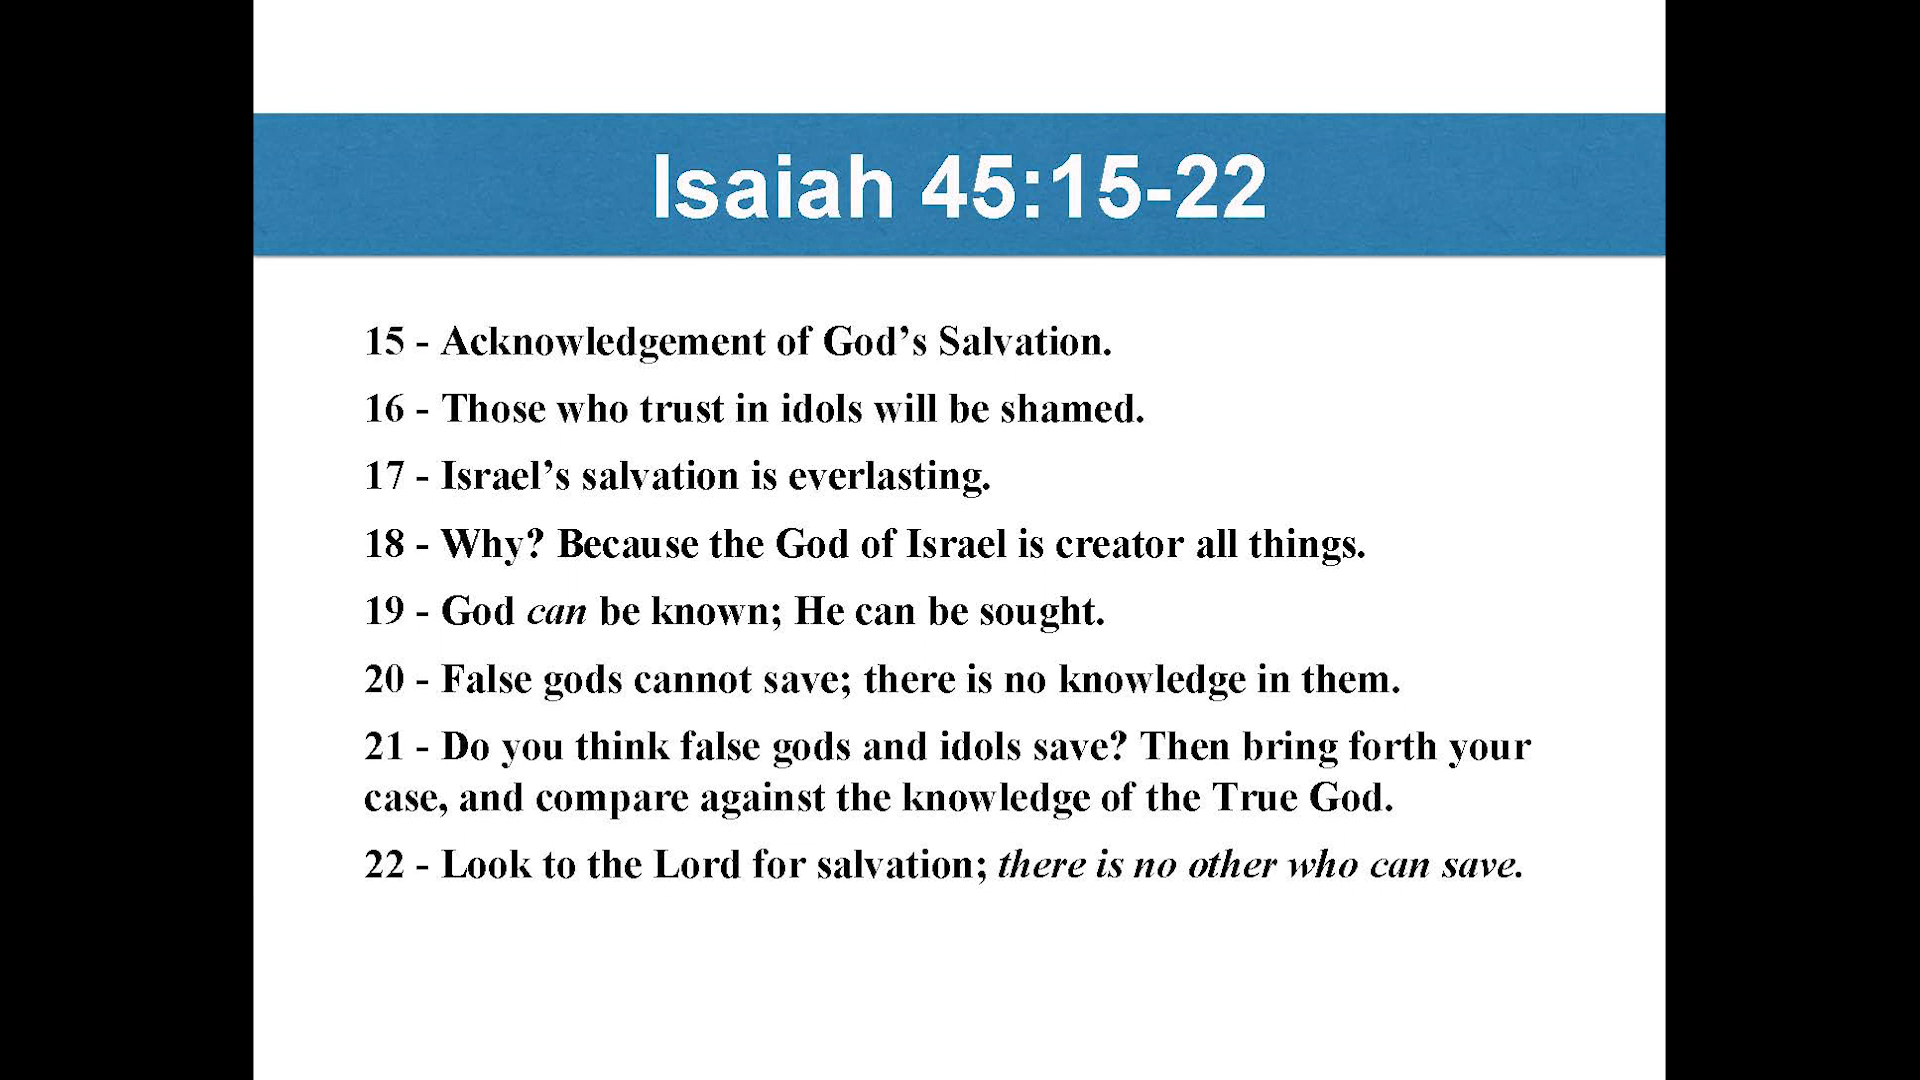 Isaiah 45:15-22
15 - Acknowledgement of God’s Salvation.
16 - Those who trust in idols will be shamed.
17 - Israel’s salvation is everlasting.
18 - Why? Because the God of Israel is creator all things.
19 - God can be known; He can be sought.
20 - False gods cannot save; there is no knowledge in them.
21 - Do you think false gods and idols save? Then bring forth your
case, and compare against the knowledge of the True God.
22 - Look to the Lord for salvation; there is no other who can save.